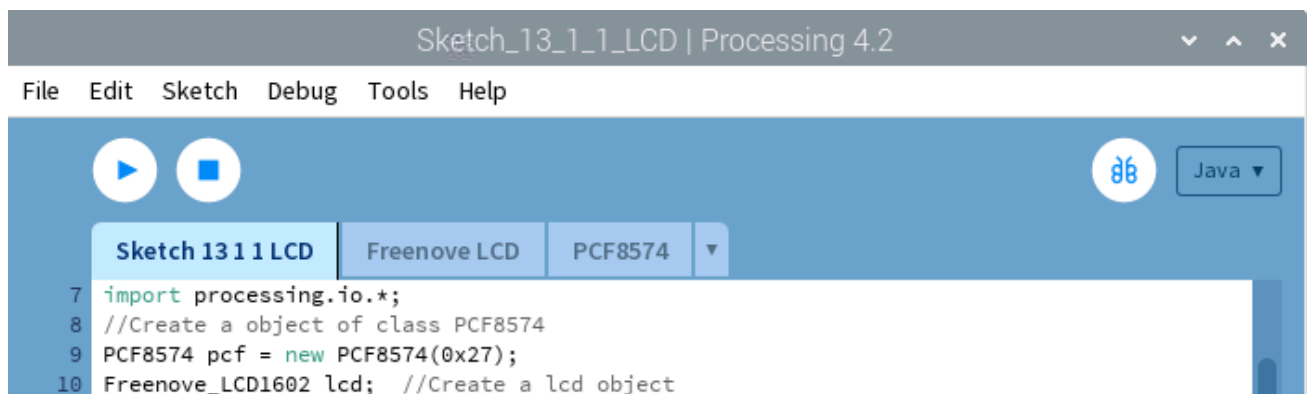 Sketch_13_1_1_LCD | Processing 4.2
File Edit Sketch Debug Tools Help
Java ▼
Sketch 13 1 1 LCD Freenove LCD PCF8574 ▼
7 import processing.io.*;
8 //Create a object of class PCF8574
9 PCF8574 pcf = new PCF8574(0x27);
10 Freenove_LCD1602 lcd; //Create a lcd object